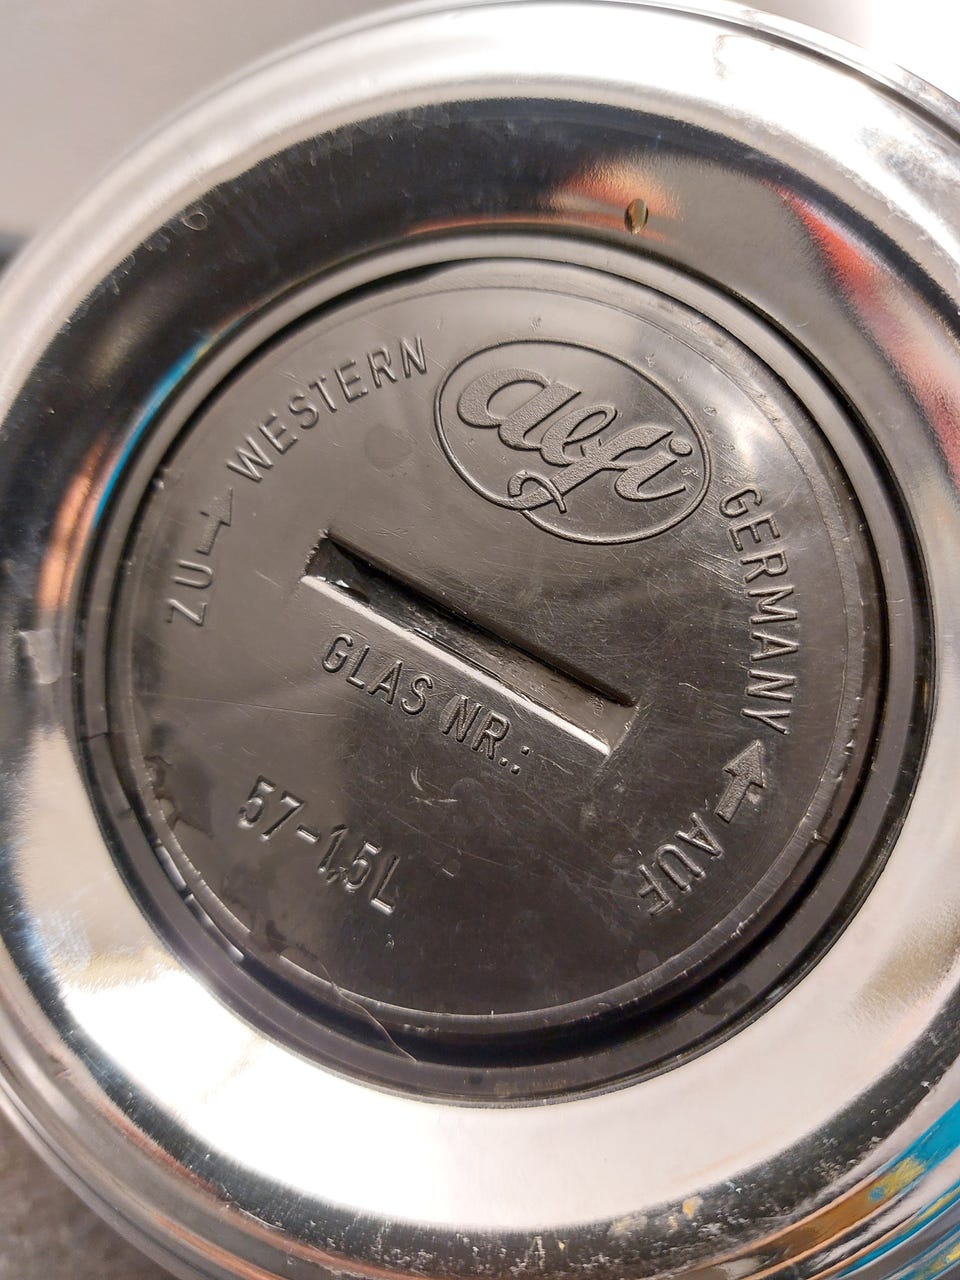 alfi
WESTERN GERMANY
ZU → ← AUF
GLAS NR.:
57-1,5L